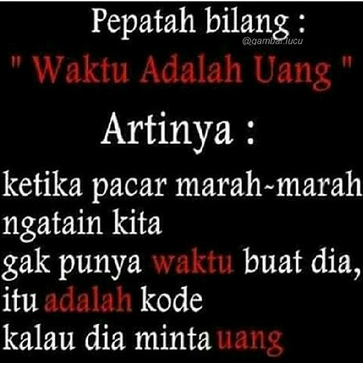 Pepatah bilang :
@gambar.lucu
" Waktu Adalah Uang "
Artinya :
ketika pacar marah-marah
ngatain kita
gak punya waktu buat dia,
itu adalah kode
kalau dia minta uang